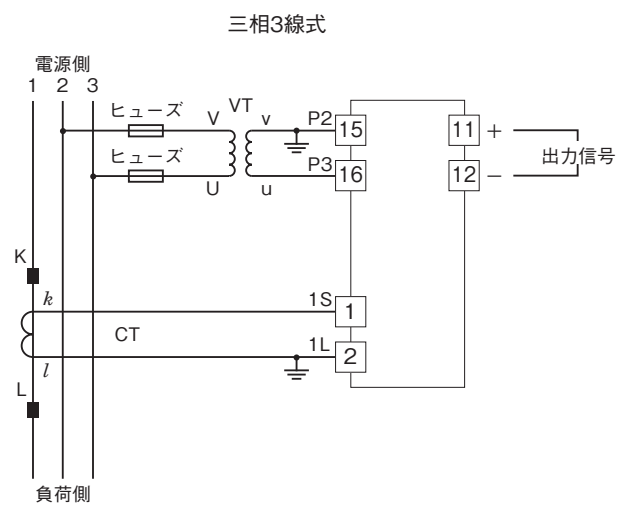 三相3線式
電源側
1 2 3
ヒューズ
V VT v
P2 15
11 +
ヒューズ
U u
P3 16
12 −
出力信号
K
k
1S 1
CT
1L 2
l
L
負荷側